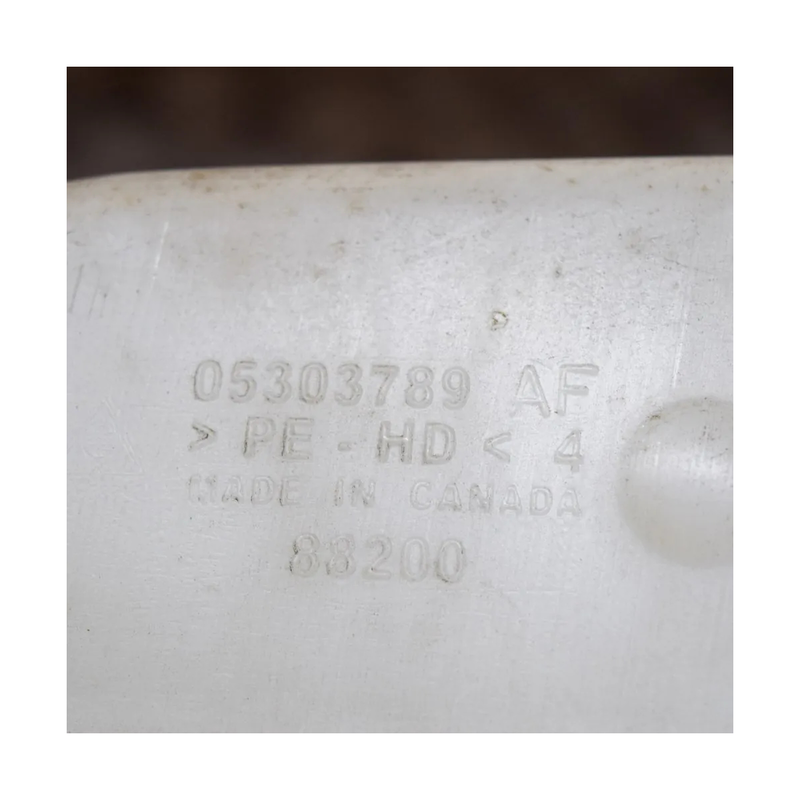 05303789 AF
> PE - HD < 4
MADE IN CANADA
88200